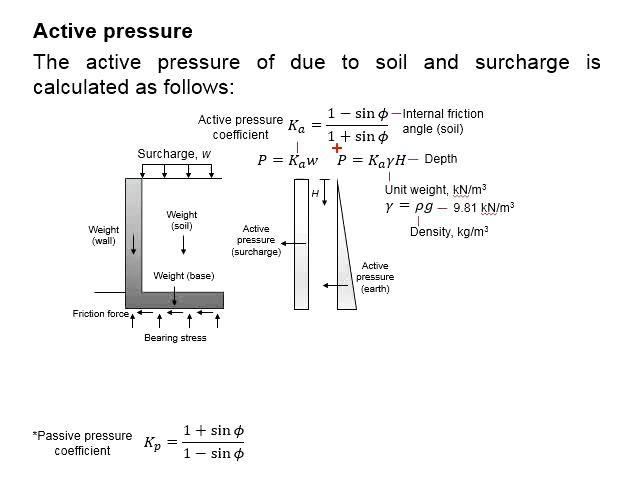 Active pressure
The active pressure of due to soil and surcharge is
calculated as follows:
Active pressure
coefficient
Kₐ = (1 − sin ϕ) / (1 + sin ϕ)
Internal friction
angle (soil)
P = Kₐw
+
P = KₐγH
Depth
Unit weight, kN/m³
γ = ρg
9.81 kN/m³
Density, kg/m³
Surcharge, w
Weight
(wall)
Weight
(soil)
Weight (base)
Friction force
Bearing stress
H
Active
pressure
(surcharge)
Active
pressure
(earth)
*Passive pressure
coefficient
Kₚ = (1 + sin ϕ) / (1 − sin ϕ)